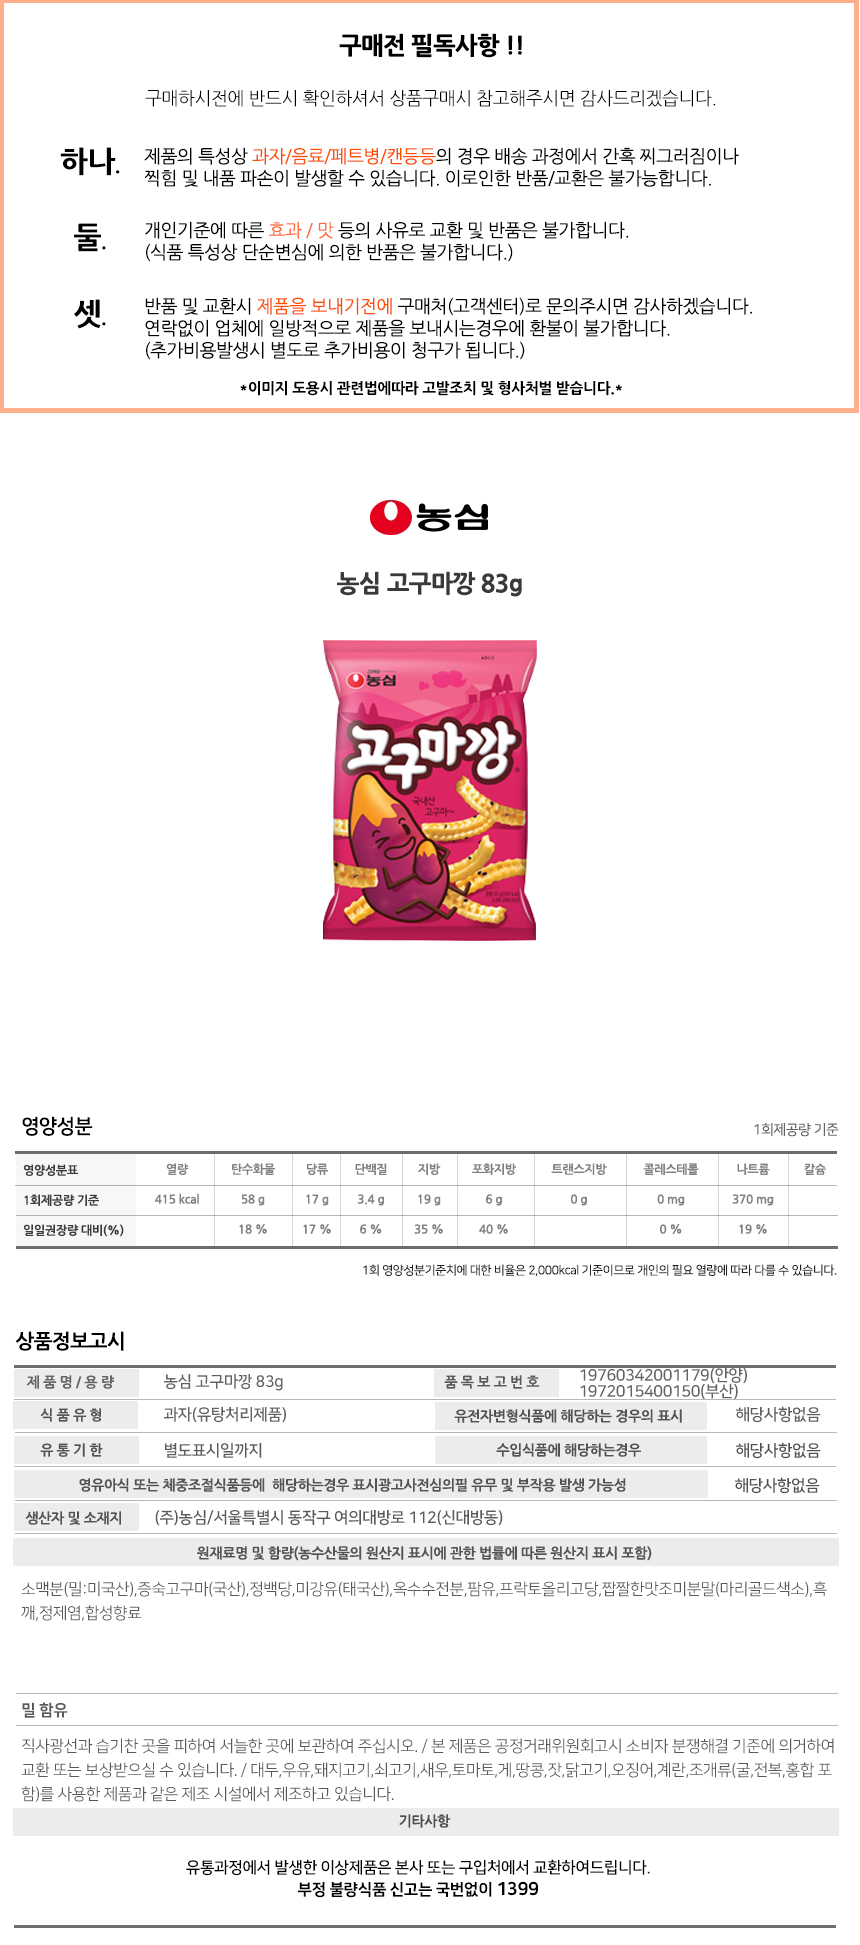 구매전 필독사항 !!
구매하시전에 반드시 확인하셔서 상품구매시 참고해주시면 감사드리겠습니다.
하나. 제품의 특성상 과자/음료/페트병/캔등등의 경우 배송 과정에서 간혹 찌그러짐이나
찍힘 및 내품 파손이 발생할 수 있습니다. 이로인한 반품/교환은 불가능합니다.
둘. 개인기준에 따른 효과 / 맛 등의 사유로 교환 및 반품은 불가합니다.
(식품 특성상 단순변심에 의한 반품은 불가합니다.)
셋. 반품 및 교환시 제품을 보내기전에 구매처(고객센터)로 문의주시면 감사하겠습니다.
연락없이 업체에 일방적으로 제품을 보내시는경우에 환불이 불가합니다.
(추가비용발생시 별도로 추가비용이 청구가 됩니다.)
*이미지 도용시 관련법에따라 고발조치 및 형사처벌 받습니다.*
농심
농심 고구마깡 83g
농심
고구마깡
국내산
고구마~
영양성분
1회제공량 기준
영양성분표 열량 탄수화물 당류 단백질 지방 포화지방 트랜스지방 콜레스테롤 나트륨 칼슘
1회제공량 기준 415 kcal 58 g 17 g 3.4 g 19 g 6 g 0 g 0 mg 370 mg
일일권장량 대비(%) 18 % 17 % 6 % 35 % 40 % 0 % 19 %
1회 영양성분기준치에 대한 비율은 2,000kcal 기준이므로 개인의 필요 열량에 따라 다를 수 있습니다.
상품정보고시
제 품 명 / 용 량 농심 고구마깡 83g 품 목 보 고 번 호 19760342001179(안양)
1972015400150(부산)
식 품 유 형 과자(유탕처리제품) 유전자변형식품에 해당하는 경우의 표시 해당사항없음
유 통 기 한 별도표시일까지 수입식품에 해당하는경우 해당사항없음
영유아식 또는 체중조절식품등에 해당하는경우 표시광고사전심의필 유무 및 부작용 발생 가능성 해당사항없음
생산자 및 소재지 (주)농심/서울특별시 동작구 여의대방로 112(신대방동)
원재료명 및 함량(농수산물의 원산지 표시에 관한 법률에 따른 원산지 표시 포함)
소맥분(밀:미국산),증숙고구마(국산),정백당,미강유(태국산),옥수수전분,팜유,프락토올리고당,짭짤한맛조미분말(마리골드색소),흑
깨,정제염,합성향료
밀 함유
직사광선과 습기찬 곳을 피하여 서늘한 곳에 보관하여 주십시오. / 본 제품은 공정거래위원회고시 소비자 분쟁해결 기준에 의거하여
교환 또는 보상받으실 수 있습니다. / 대두,우유,돼지고기,쇠고기,새우,토마토,게,땅콩,잣,닭고기,오징어,계란,조개류(굴,전복,홍합 포
함)를 사용한 제품과 같은 제조 시설에서 제조하고 있습니다.
기타사항
유통과정에서 발생한 이상제품은 본사 또는 구입처에서 교환하여드립니다.
부정 불량식품 신고는 국번없이 1399